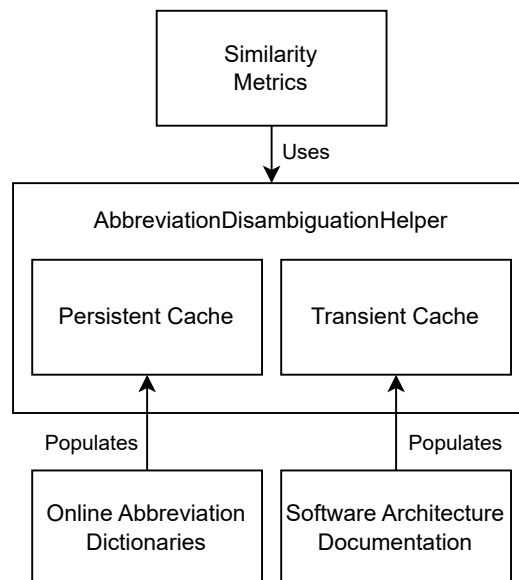 Similarity
Metrics
Uses
AbbreviationDisambiguationHelper
Persistent Cache
Transient Cache
Populates
Populates
Online Abbreviation
Dictionaries
Software Architecture
Documentation